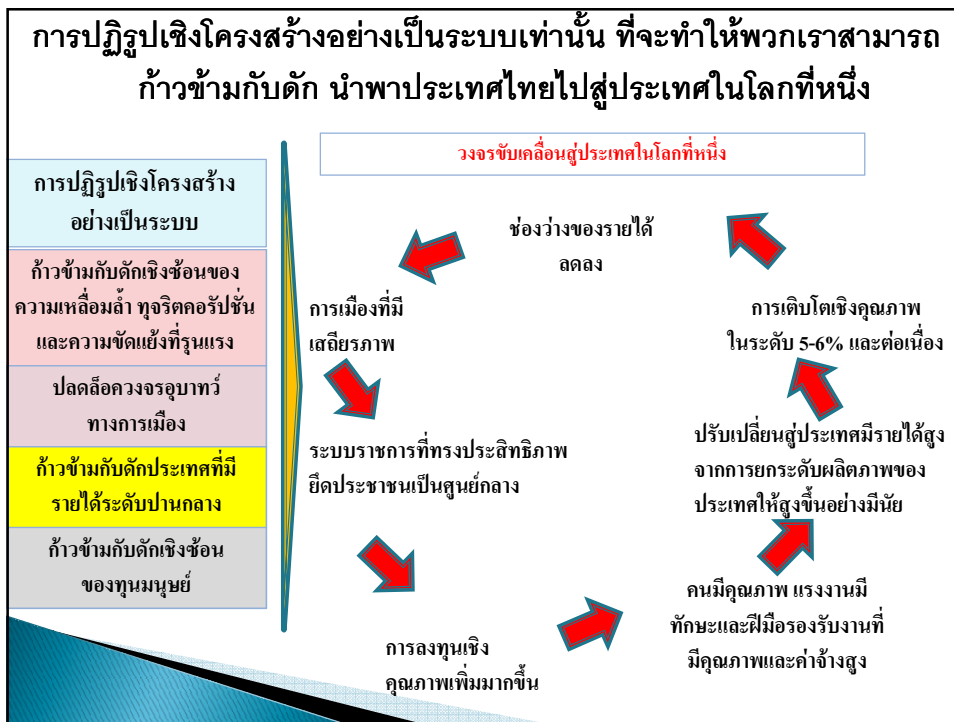 การปฏิรูปเชิงโครงสร้างอย่างเป็นระบบเท่านั้น ที่จะทำให้พวกเราสามารถ
ก้าวข้ามกับดัก นำพาประเทศไทยไปสู่ประเทศในโลกที่หนึ่ง
วงจรขับเคลื่อนสู่ประเทศในโลกที่หนึ่ง
การปฏิรูปเชิงโครงสร้าง
อย่างเป็นระบบ
ก้าวข้ามกับดักเชิงซ้อนของ
ความเหลื่อมล้ำ ทุจริตคอรัปชั่น
และความขัดแย้งที่รุนแรง
ปลดล็อควงจรอุบาทว์
ทางการเมือง
ก้าวข้ามกับดักประเทศที่มี
รายได้ระดับปานกลาง
ก้าวข้ามกับดักเชิงซ้อน
ของทุนมนุษย์
ช่องว่างของรายได้
ลดลง
การเมืองที่มี
เสถียรภาพ
ระบบราชการที่ทรงประสิทธิภาพ
ยึดประชาชนเป็นศูนย์กลาง
การลงทุนเชิง
คุณภาพเพิ่มมากขึ้น
คนมีคุณภาพ แรงงานมี
ทักษะและฝีมือรองรับงานที่
มีคุณภาพและค่าจ้างสูง
ปรับเปลี่ยนสู่ประเทศมีรายได้สูง
จากการยกระดับผลิตภาพของ
ประเทศให้สูงขึ้นอย่างมีนัย
การเติบโตเชิงคุณภาพ
ในระดับ 5-6% และต่อเนื่อง